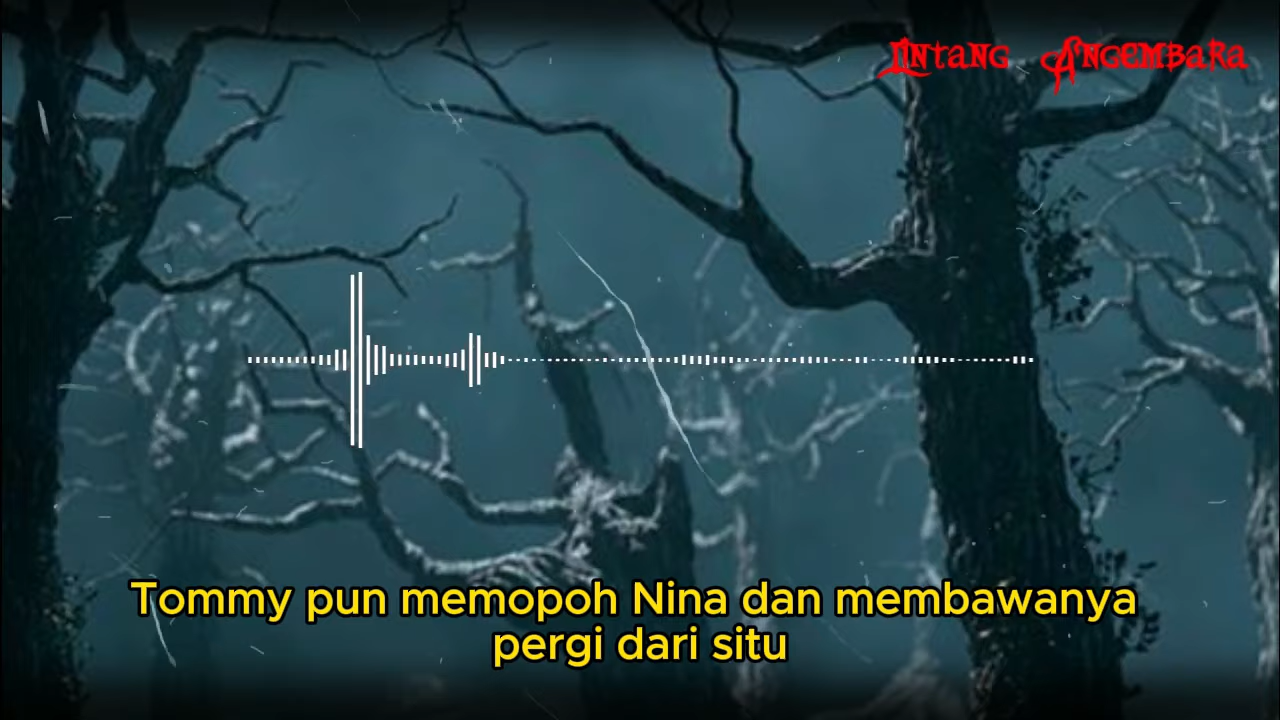 Lintang Angembara
Tommy pun memopoh Nina dan membawanya
pergi dari situ